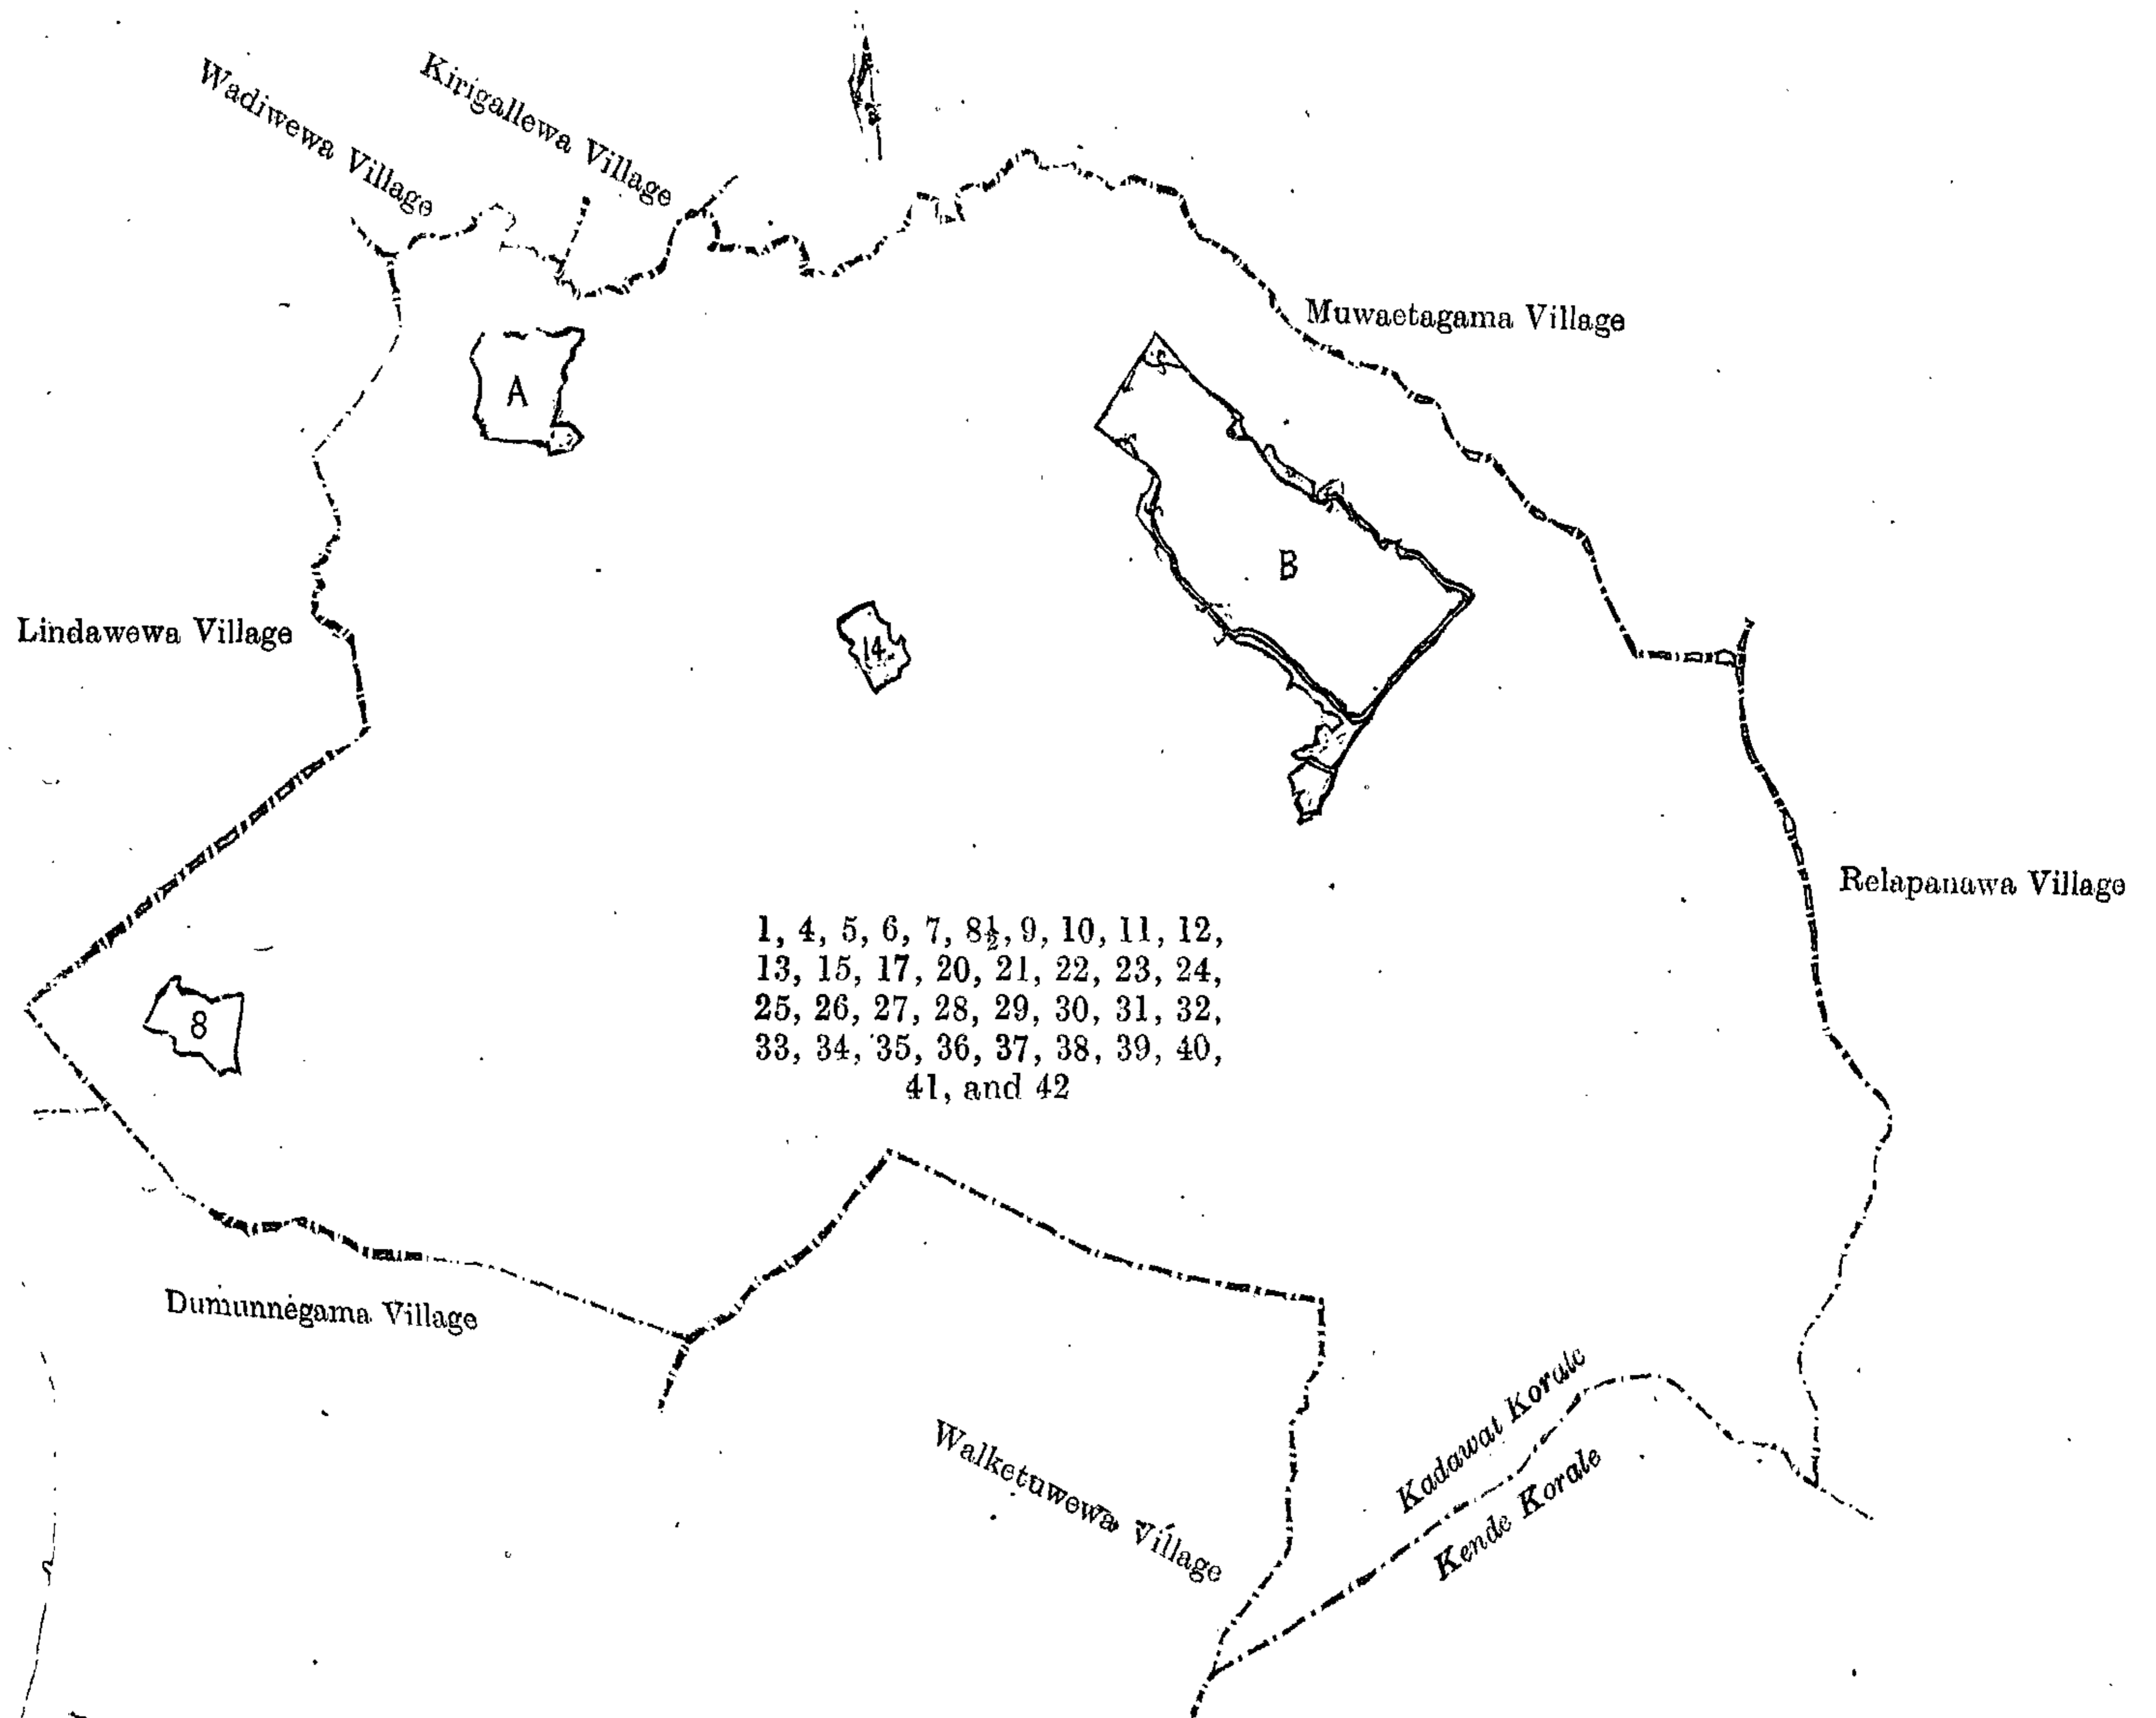 Wadiwewa Village
Kirigallewa Village
Muwaetagama Village
A
B
Lindawewa Village
14
Relapanawa Village
1, 4, 5, 6, 7, 8½, 9, 10, 11, 12,
13, 15, 17, 20, 21, 22, 23, 24,
25, 26, 27, 28, 29, 30, 31, 32,
33, 34, 35, 36, 37, 38, 39, 40,
41, and 42
8
Dumunnegama Village
Walketuwewa Village
Kadawat Korale
Kende Korale